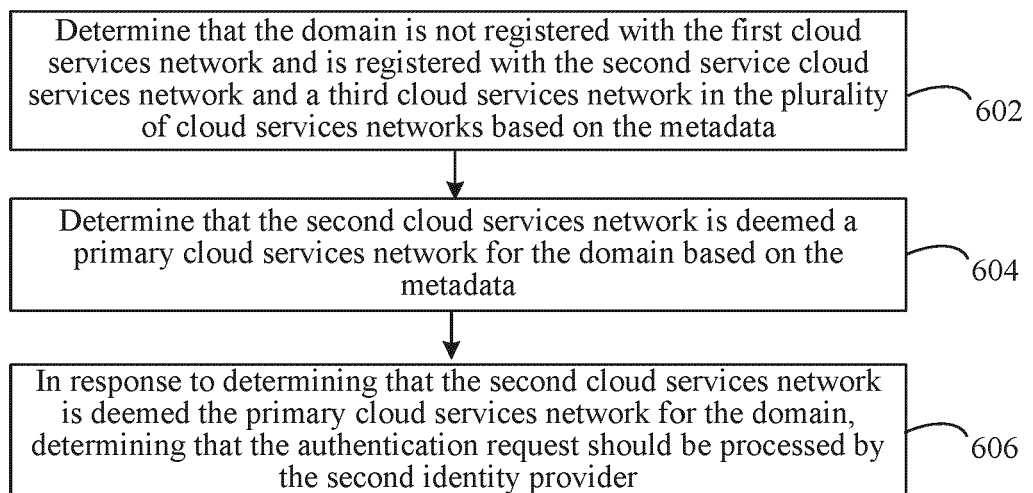 Determine that the domain is not registered with the first cloud
services network and is registered with the second service cloud
services network and a third cloud services network in the plurality
of cloud services networks based on the metadata
602
Determine that the second cloud services network is deemed a
primary cloud services network for the domain based on the
metadata
604
In response to determining that the second cloud services network
is deemed the primary cloud services network for the domain,
determining that the authentication request should be processed by
the second identity provider
606